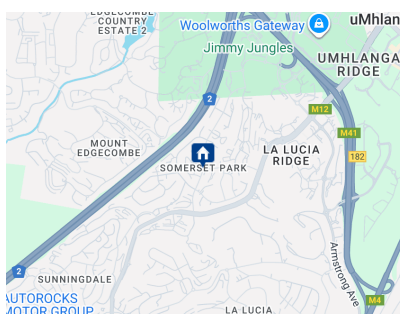 EDGECOMBE
COUNTRY
ESTATE 2
Woolworths Gateway
uMhlan
Jimmy Jungles
UMHLANGA
RIDGE
2
M12
M41
MOUNT
EDGECOMBE
LA LUCIA
RIDGE
182
SOMERSET PARK
Armstrong Ave
2
SUNNINGDALE
AUTOROCKS
MOTOR GROUP
LA LUCIA
M4